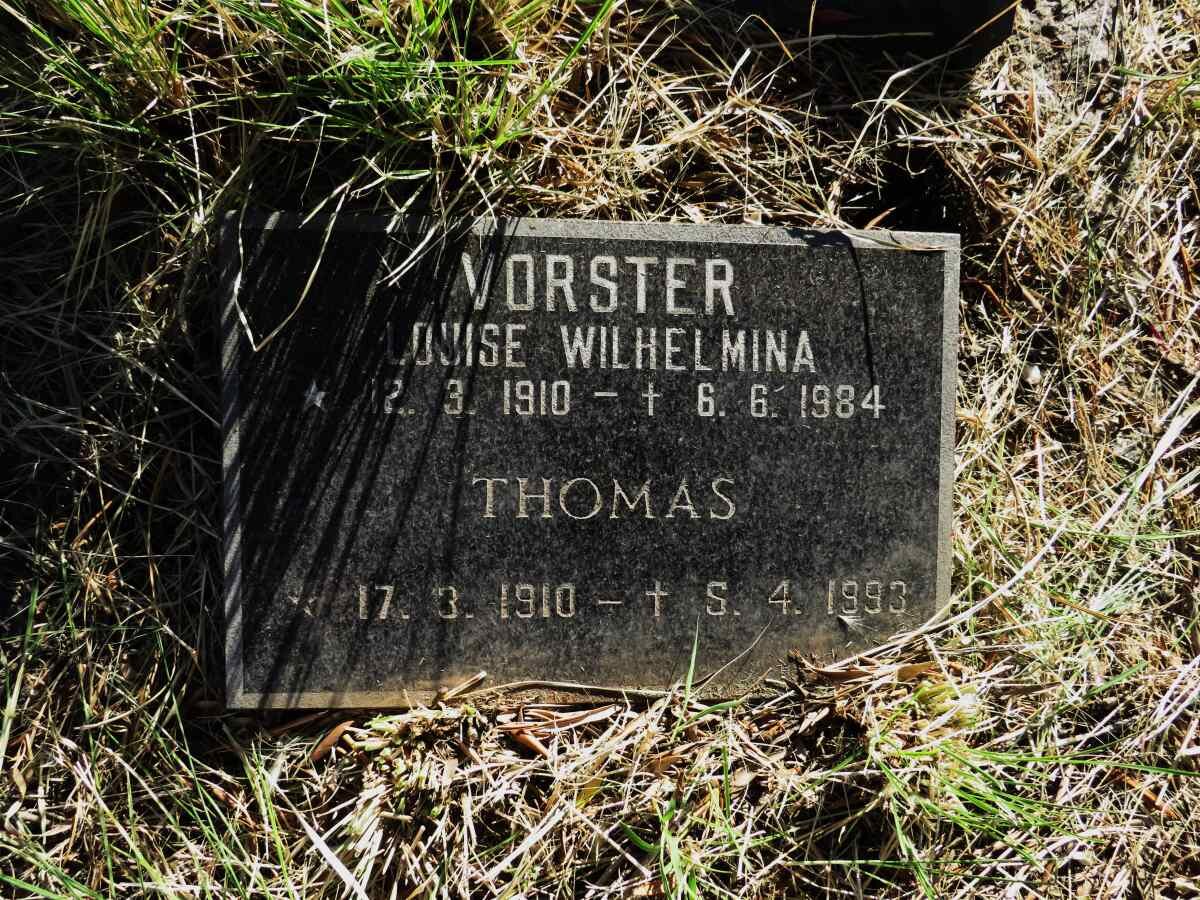 VORSTER
LOUISE WILHELMINA
★ 12. 3. 1910 – † 6. 6. 1984
THOMAS
★ 17. 3. 1910 – † 5. 4. 1993